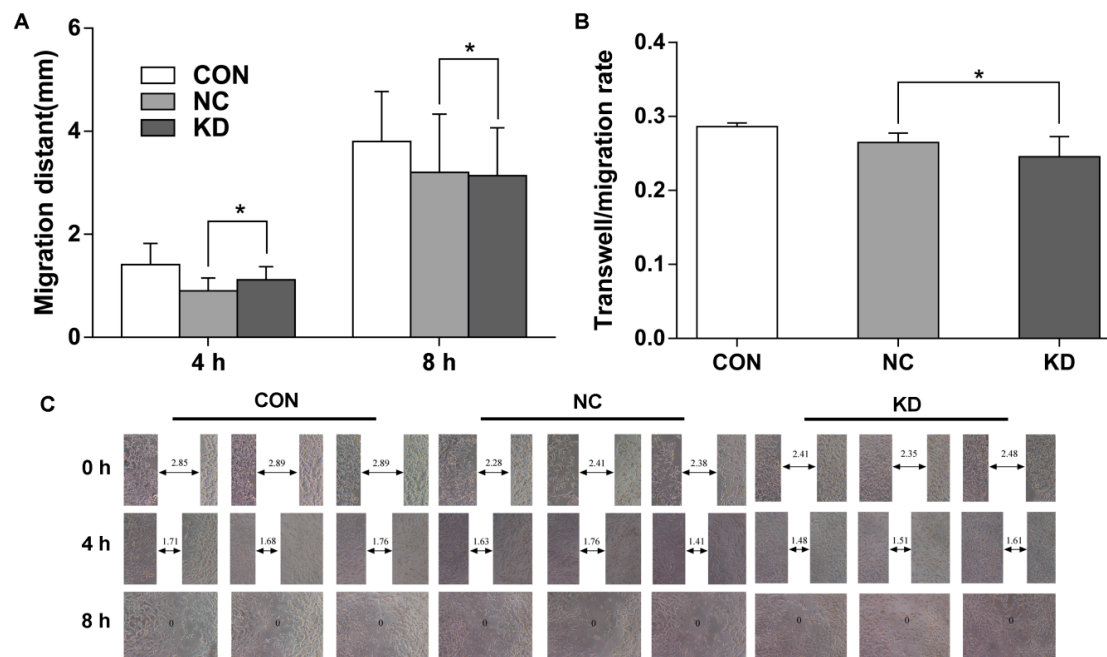 A
Migration distant(mm)
6
4
2
0
CON
NC
KD
*
*
4 h
8 h
B
Transwell/migration rate
0.4
0.3
0.2
0.1
0.0
*
CON
NC
KD
C
CON
NC
KD
0 h
2.85
2.89
2.89
2.28
2.41
2.38
2.41
2.35
2.48
4 h
1.71
1.68
1.76
1.63
1.76
1.41
1.48
1.51
1.61
8 h
0
0
0
0
0
0
0
0
0